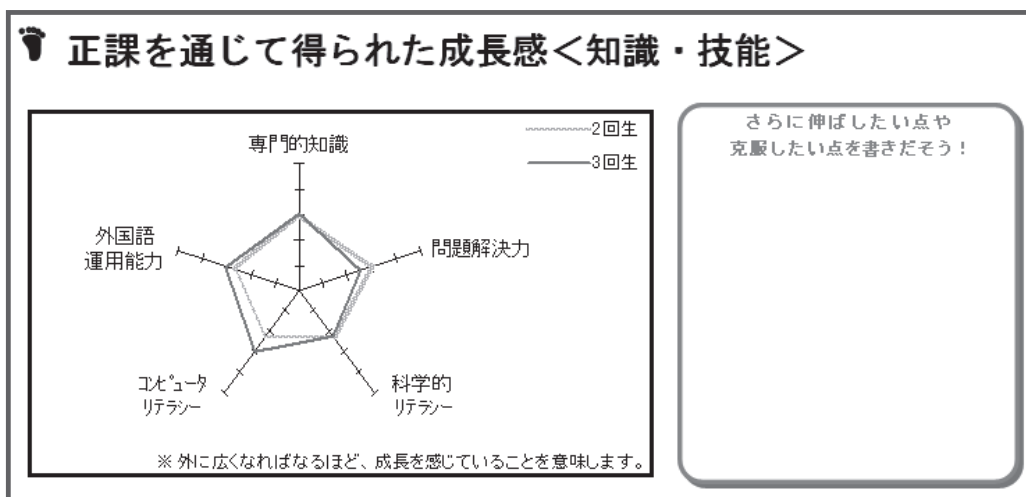 正課を通じて得られた成長感＜知識・技能＞
2回生
3回生
専門的知識
問題解決力
科学的
リテラシー
コンピュータ
リテラシー
外国語
運用能力
※ 外に広くなればなるほど、成長を感じていることを意味します。
さらに伸ばしたい点や
克服したい点を書きだそう！